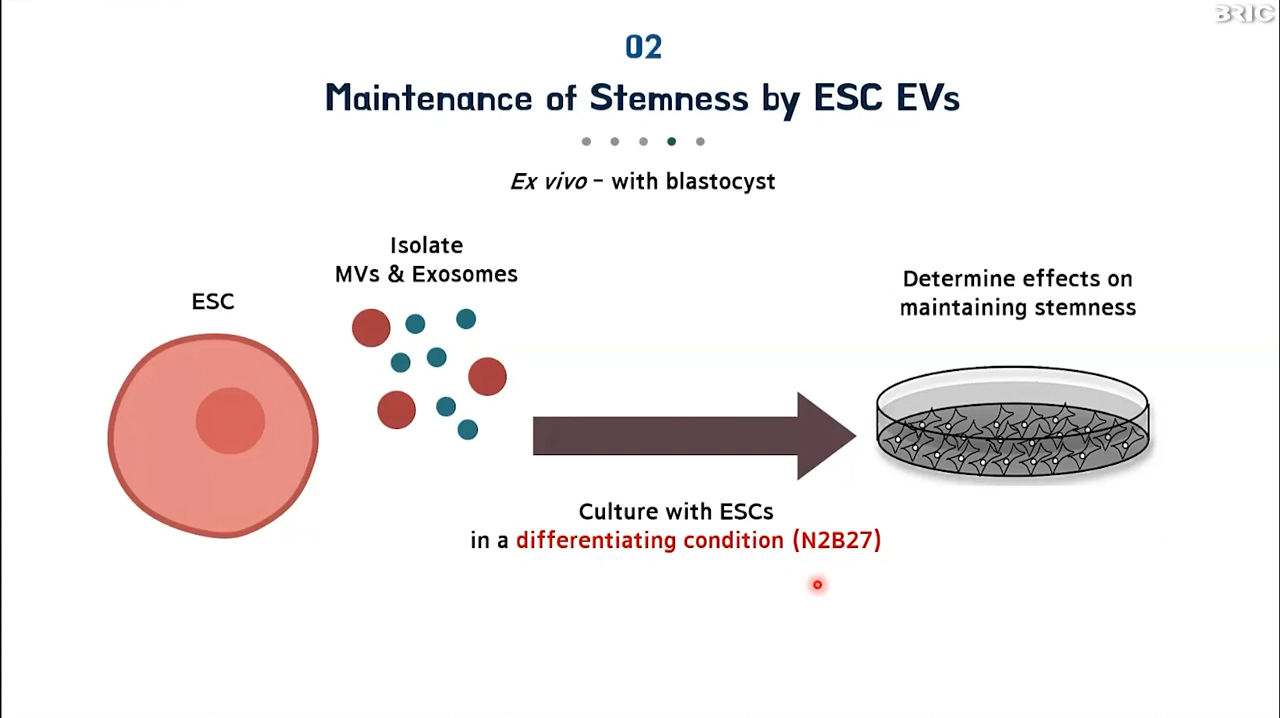 BRIC
02
Maintenance of Stemness by ESC EVs
Ex vivo – with blastocyst
Isolate
MVs & Exosomes
ESC
Determine effects on
maintaining stemness
Culture with ESCs
in a differentiating condition (N2B27)